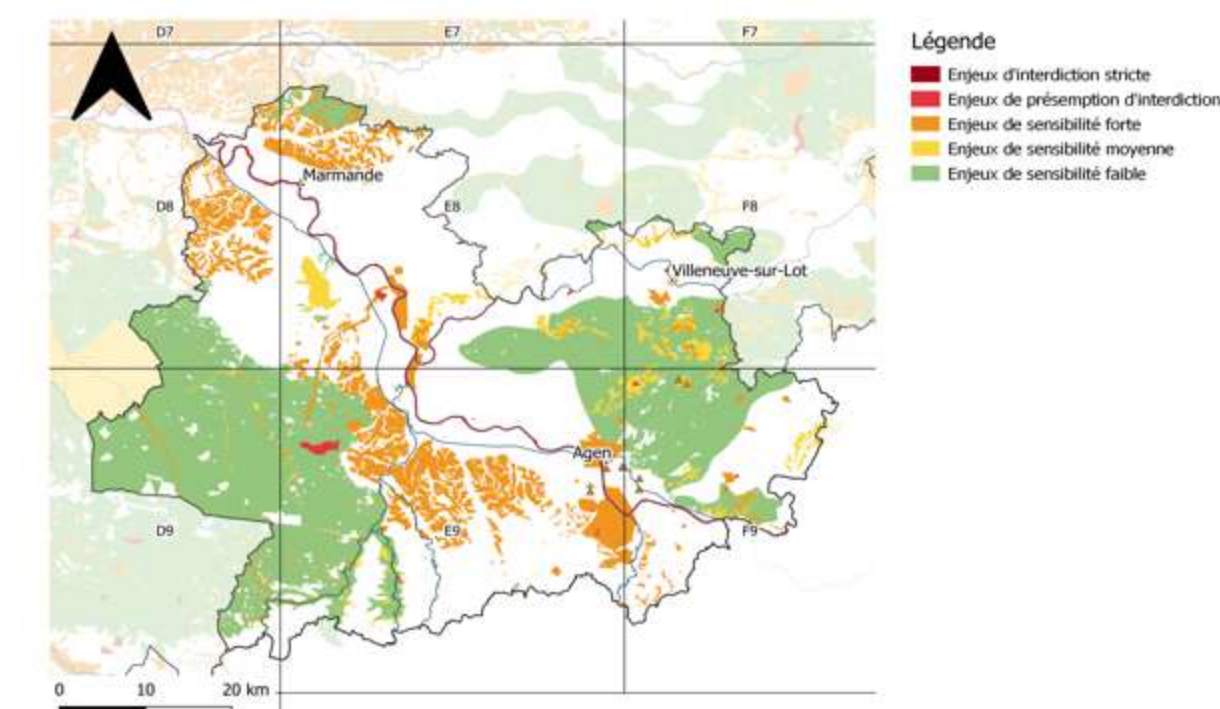 D7
E7
F7
Légende
Enjeux d'interdiction stricte
Enjeux de présemption d'interdiction
Enjeux de sensibilité forte
Enjeux de sensibilité moyenne
Enjeux de sensibilité faible
Marmande
D8
E8
F8
Villeneuve-sur-Lot
Agen
D9
E9
F9
0 10 20 km